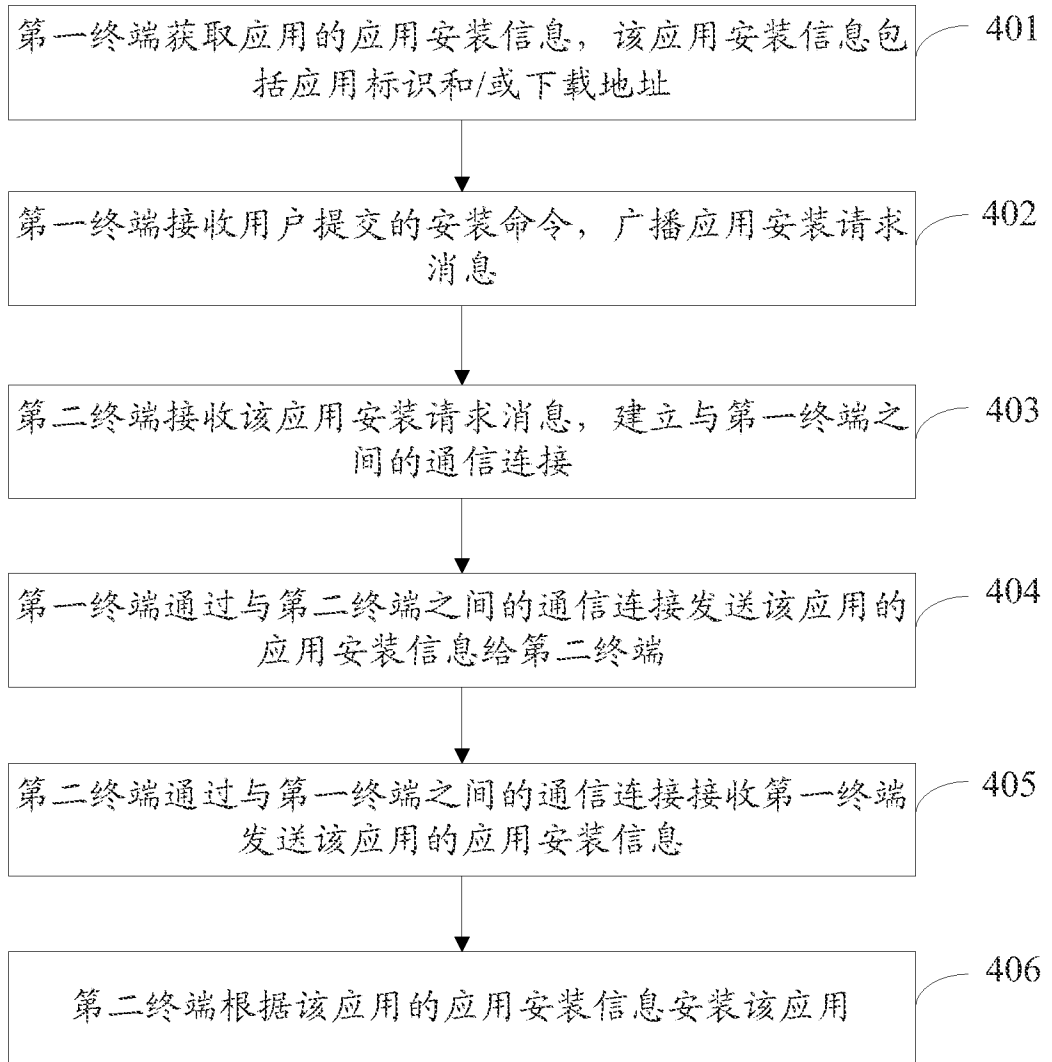 第一终端获取应用的应用安装信息，该应用安装信息包
括应用标识和/或下载地址
401
第一终端接收用户提交的安装命令，广播应用安装请求
消息
402
第二终端接收该应用安装请求消息，建立与第一终端之
间的通信连接
403
第一终端通过与第二终端之间的通信连接发送该应用的
应用安装信息给第二终端
404
第二终端通过与第一终端之间的通信连接接收第一终端
发送该应用的应用安装信息
405
第二终端根据该应用的应用安装信息安装该应用
406